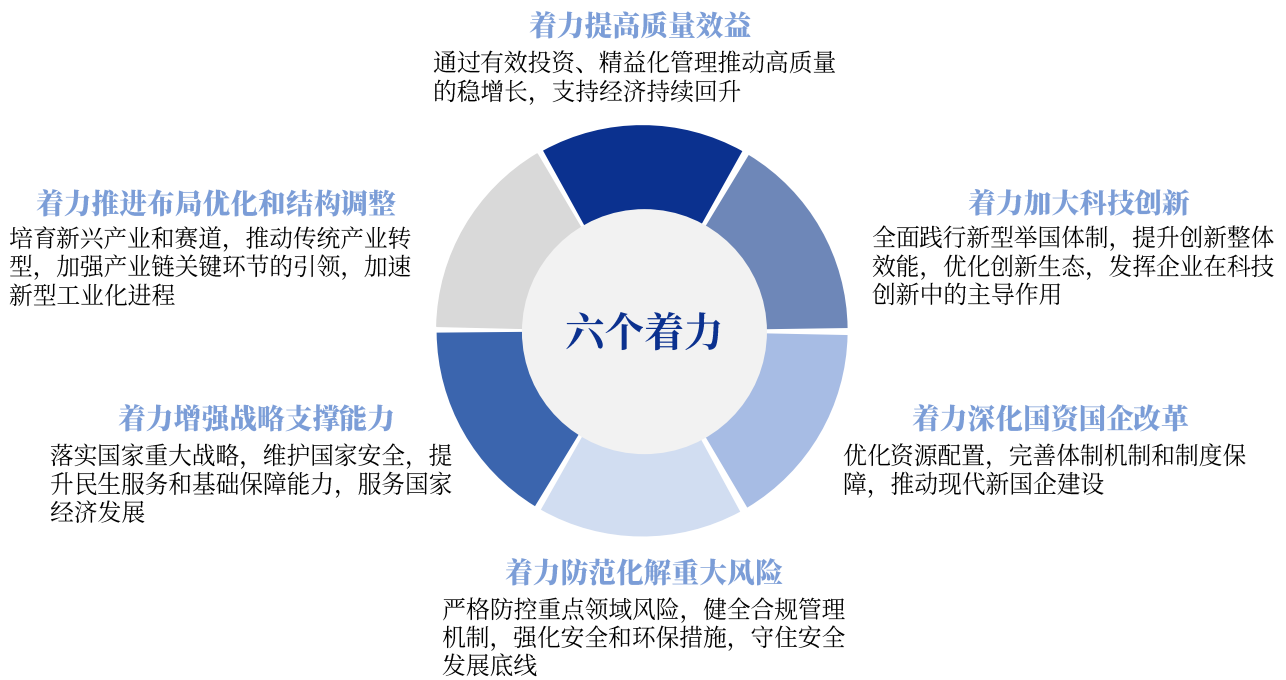 着力提高质量效益
通过有效投资、精益化管理推动高质量
的稳增长，支持经济持续回升
着力推进布局优化和结构调整
培育新兴产业和赛道，推动传统产业转
型，加强产业链关键环节的引领，加速
新型工业化进程
着力加大科技创新
全面践行新型举国体制，提升创新整体
效能，优化创新生态，发挥企业在科技
创新中的主导作用
六个着力
着力增强战略支撑能力
落实国家重大战略，维护国家安全，提
升民生服务和基础保障能力，服务国家
经济发展
着力深化国资国企改革
优化资源配置，完善体制机制和制度保
障，推动现代新国企建设
着力防范化解重大风险
严格防控重点领域风险，健全合规管理
机制，强化安全和环保措施，守住安全
发展底线